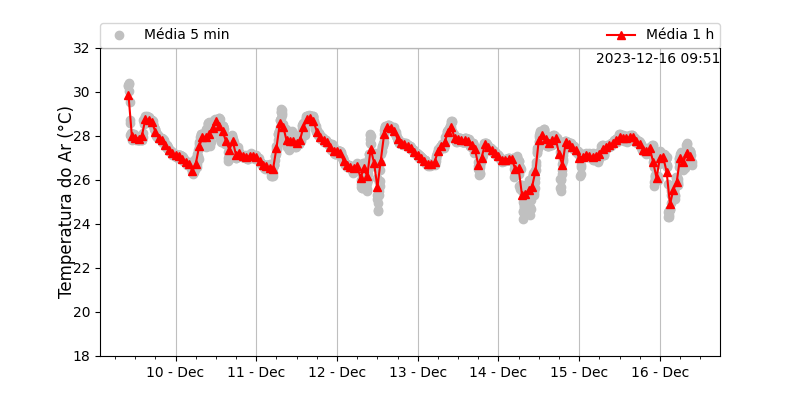 Média 5 min
Média 1 h
2023-12-16 09:51
Temperatura do Ar (°C)
32
30
28
26
24
22
20
18
10 - Dec
11 - Dec
12 - Dec
13 - Dec
14 - Dec
15 - Dec
16 - Dec